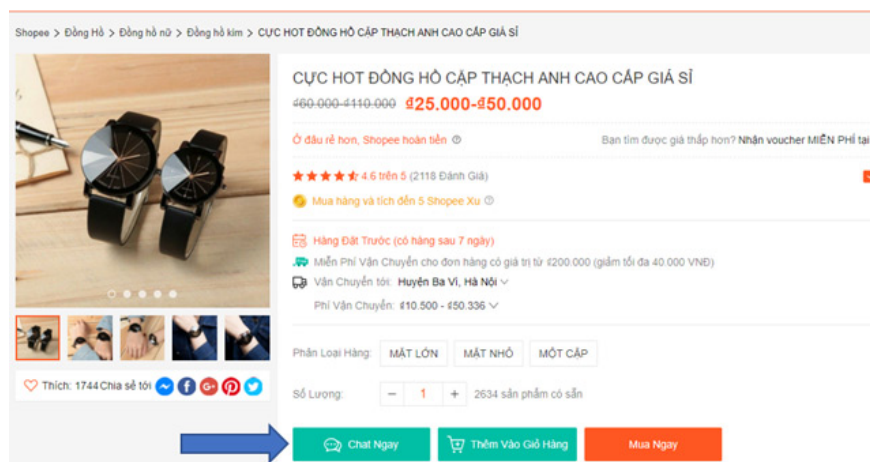 Shopee > Đồng Hồ > Đồng hồ nữ > Đồng hồ kim > CỰC HOT ĐỒNG HỒ CẶP THẠCH ANH CAO CẤP GIÁ SỈ
CỰC HOT ĐỒNG HỒ CẶP THẠCH ANH CAO CẤP GIÁ SỈ
₫60.000-₫110.000 ₫25.000-₫50.000
Ở đâu rẻ hơn, Shopee hoàn tiền Bạn tìm được giá thấp hơn? Nhận voucher MIỄN PHÍ tại
4.6 trên 5 (2118 Đánh Giá)
Mua hàng và tích đến 5 Shopee Xu
Hàng Đặt Trước (có hàng sau 7 ngày)
Miễn Phí Vận Chuyển cho đơn hàng có giá trị từ ₫200.000 (giảm tối đa 40.000 VNĐ)
Vận Chuyển tới: Huyện Ba Vì, Hà Nội
Phí Vận Chuyển: ₫10.500 - ₫50.336
Phân Loại Hàng: MẶT LỚN MẶT NHỎ MỘT CẶP
Thích: 1744 Chia sẻ tới
Số Lượng: − 1 + 2634 sản phẩm có sẵn
Chat Ngay Thêm Vào Giỏ Hàng Mua Ngay